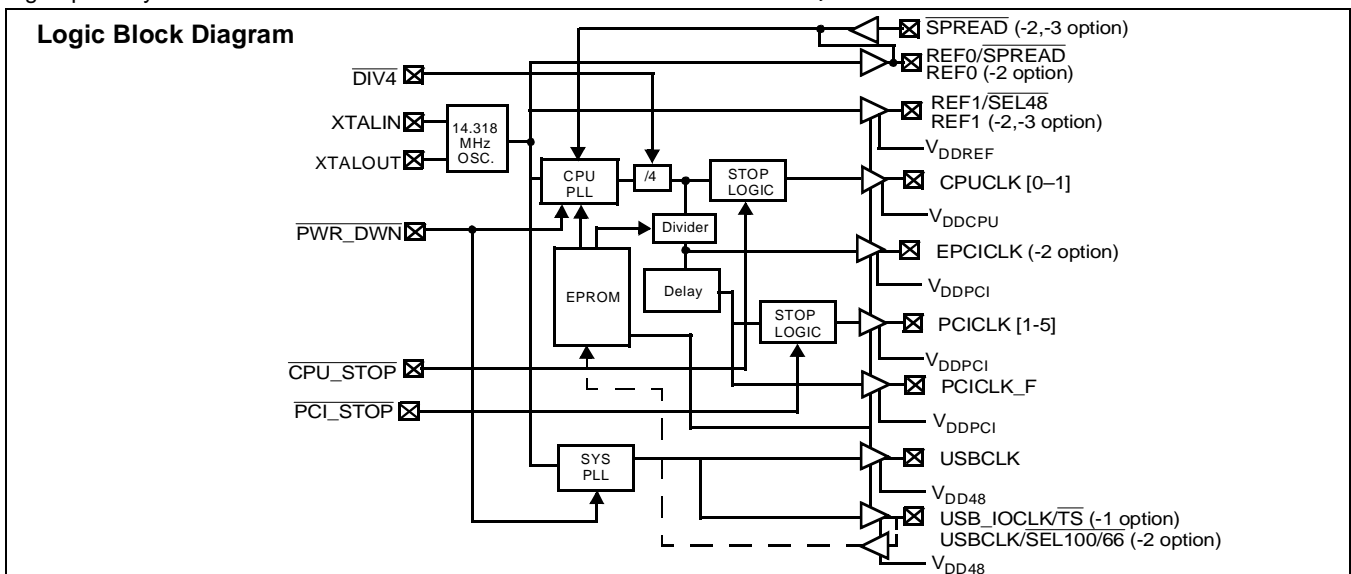 Logic Block Diagram
SPREAD (-2,-3 option)
REF0/SPREAD
REF0 (-2 option)
DIV4
REF1/SEL48
REF1 (-2,-3 option)
XTALIN
14.318
MHz
OSC.
XTALOUT
VDDREF
CPU
PLL
/4
STOP
LOGIC
CPUCLK [0–1]
VDDCPU
PWR_DWN
Divider
EPCICLK (-2 option)
VDDPCI
EPROM
Delay
STOP
LOGIC
PCICLK [1-5]
VDDPCI
CPU_STOP
PCICLK_F
PCI_STOP
VDDPCI
SYS
PLL
USBCLK
VDD48
USB_IOCLK/TS (-1 option)
USBCLK/SEL100/66 (-2 option)
VDD48